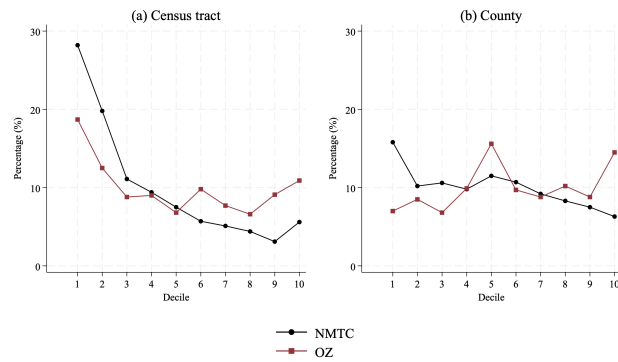 (a) Census tract
(b) County
Percentage (%)
30
20
10
0
1 2 3 4 5 6 7 8 9 10
Decile
Percentage (%)
30
20
10
0
1 2 3 4 5 6 7 8 9 10
Decile
NMTC
OZ